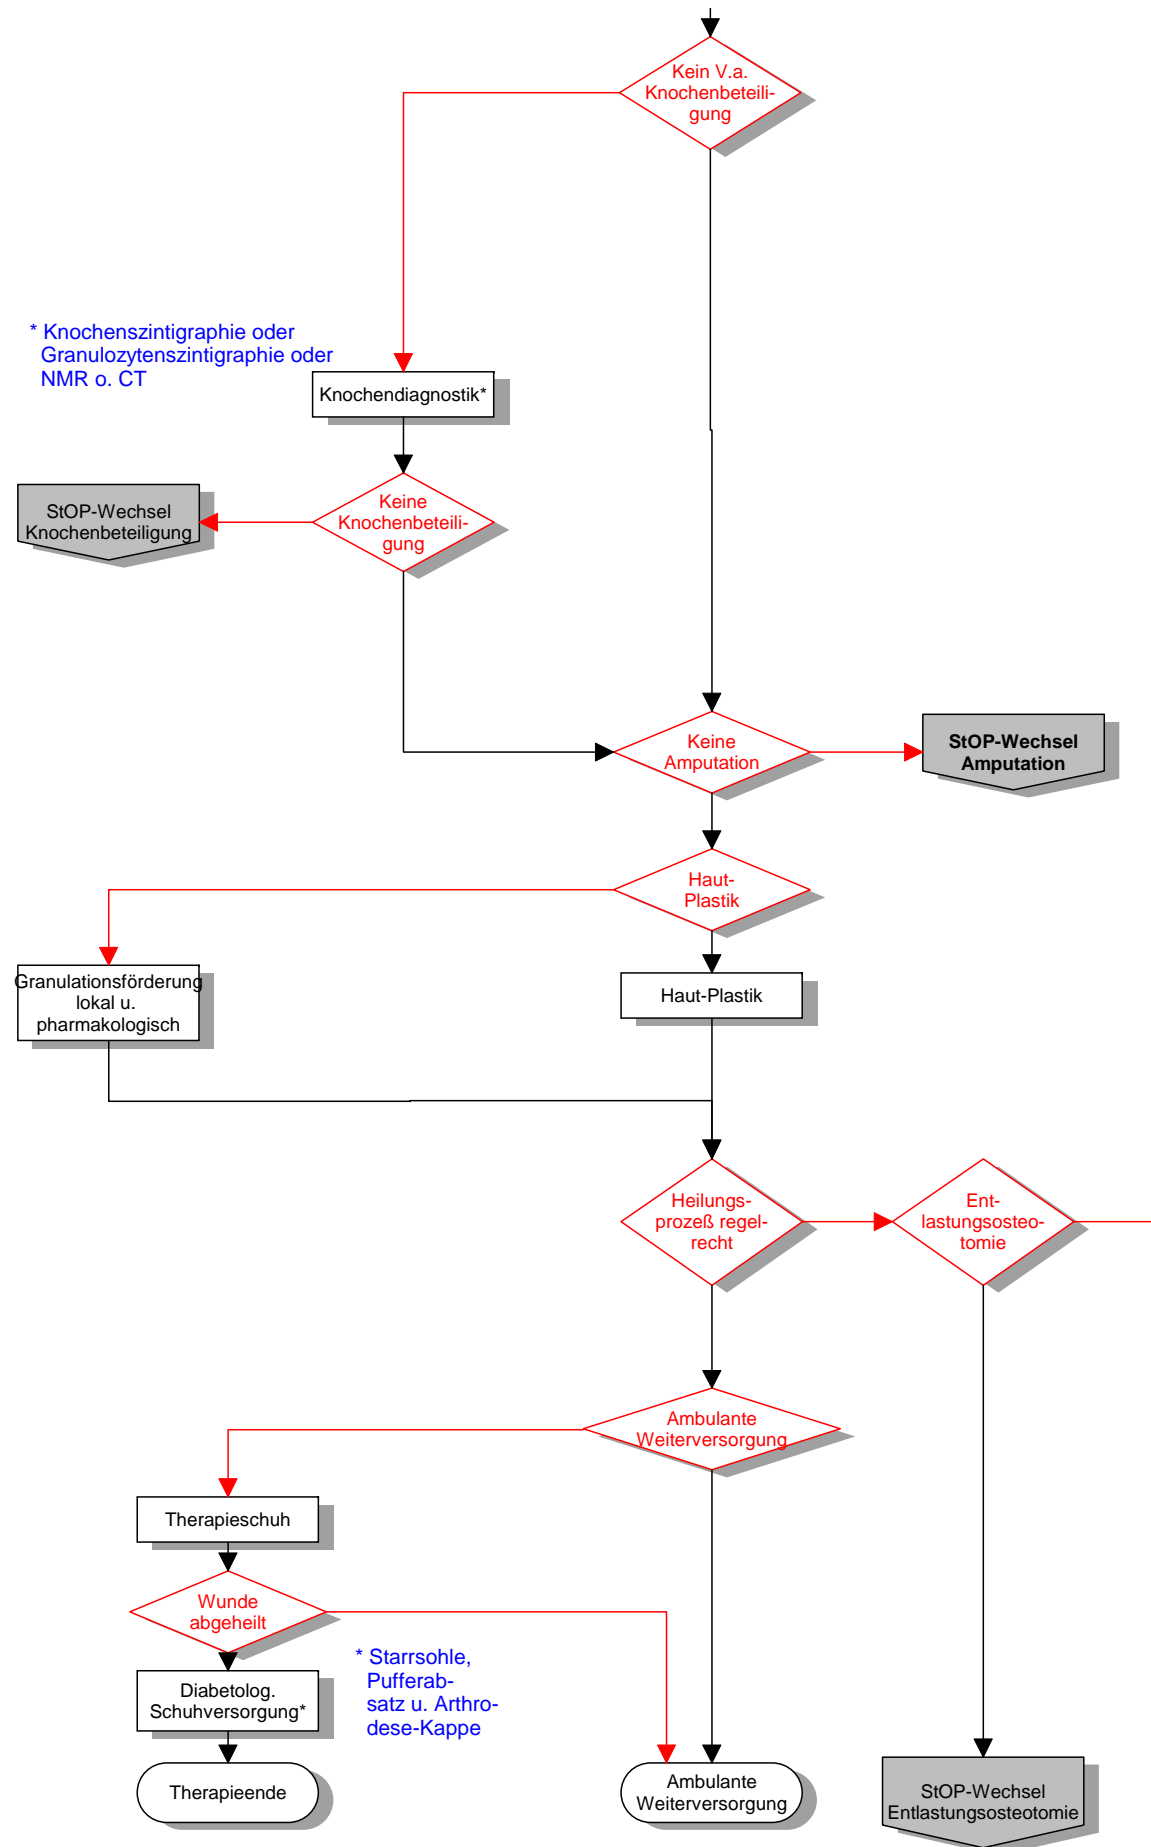 Kein V.a.
Knochenbeteili-
gung
* Knochenszintigraphie oder
Granulozytenszintigraphie oder
NMR o. CT
Knochendiagnostik*
StOP-Wechsel
Knochenbeteiligung
Keine
Knochenbeteili-
gung
Keine
Amputation
StOP-Wechsel
Amputation
Haut-
Plastik
Granulationsförderung
lokal u.
pharmakologisch
Haut-Plastik
Heilungs-
prozeß regel-
recht
Ent-
lastungsosteo-
tomie
Ambulante
Weiterversorgung
Therapieschuh
Wunde
abgeheilt
* Starrsohle,
Pufferab-
satz u. Arthro-
dese-Kappe
Diabetolog.
Schuhversorgung*
Therapieende
Ambulante
Weiterversorgung
StOP-Wechsel
Entlastungsosteotomie